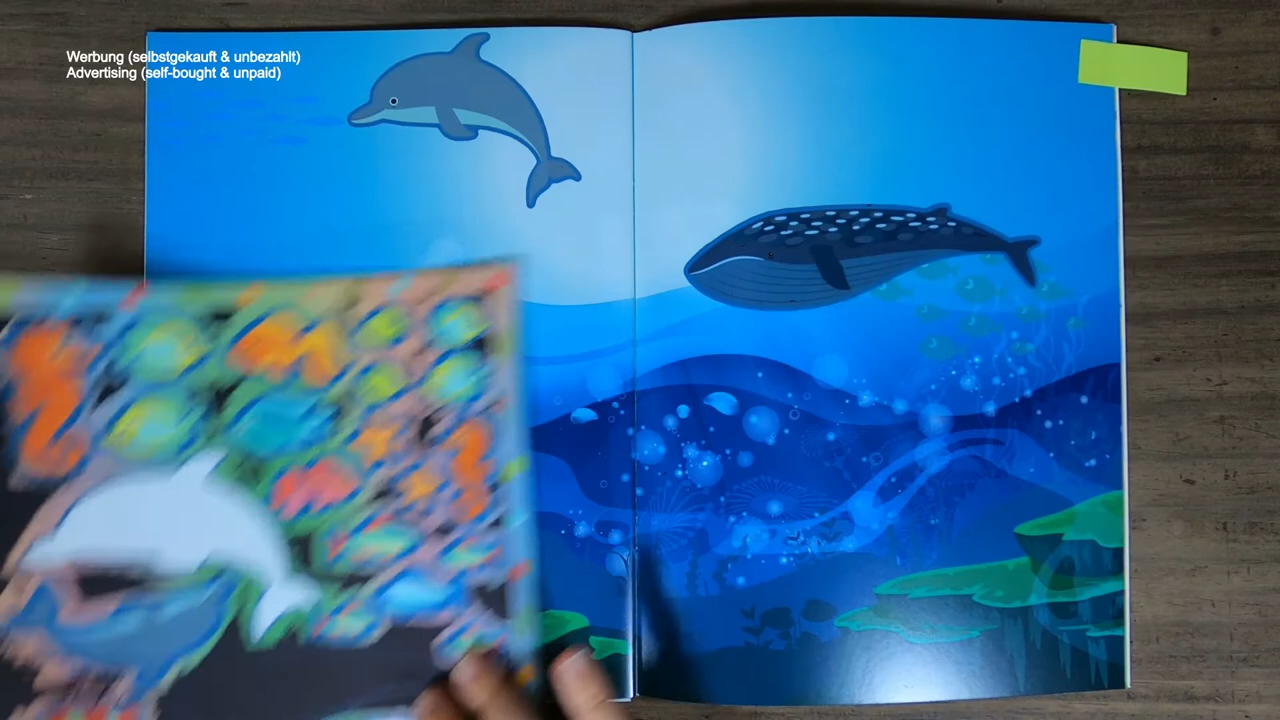 Werbung (selbstgekauft & unbezahlt)
Advertising (self-bought & unpaid)